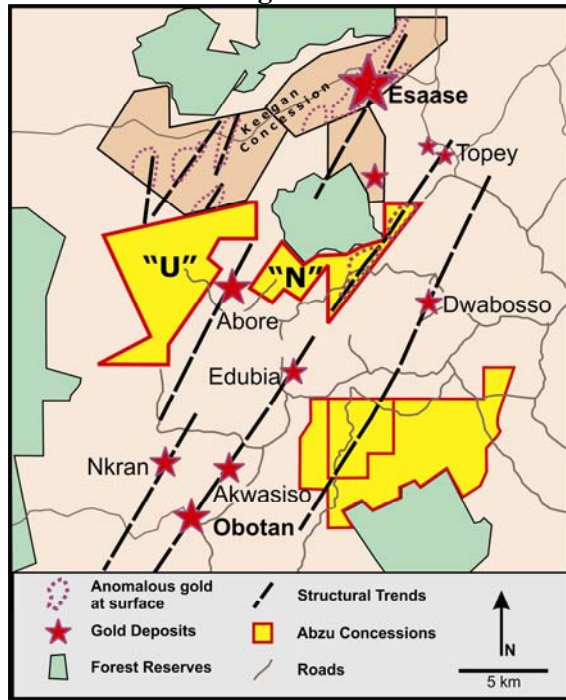 Esaase
Keegan
Concession
Topey
"U"
"N"
Abore
Dwabosso
Edubia
Nkran
Akwasiso
Obotan
Anomalous gold
at surface
Structural Trends
Gold Deposits
Abzu Concessions
Forest Reserves
Roads
N
5 km